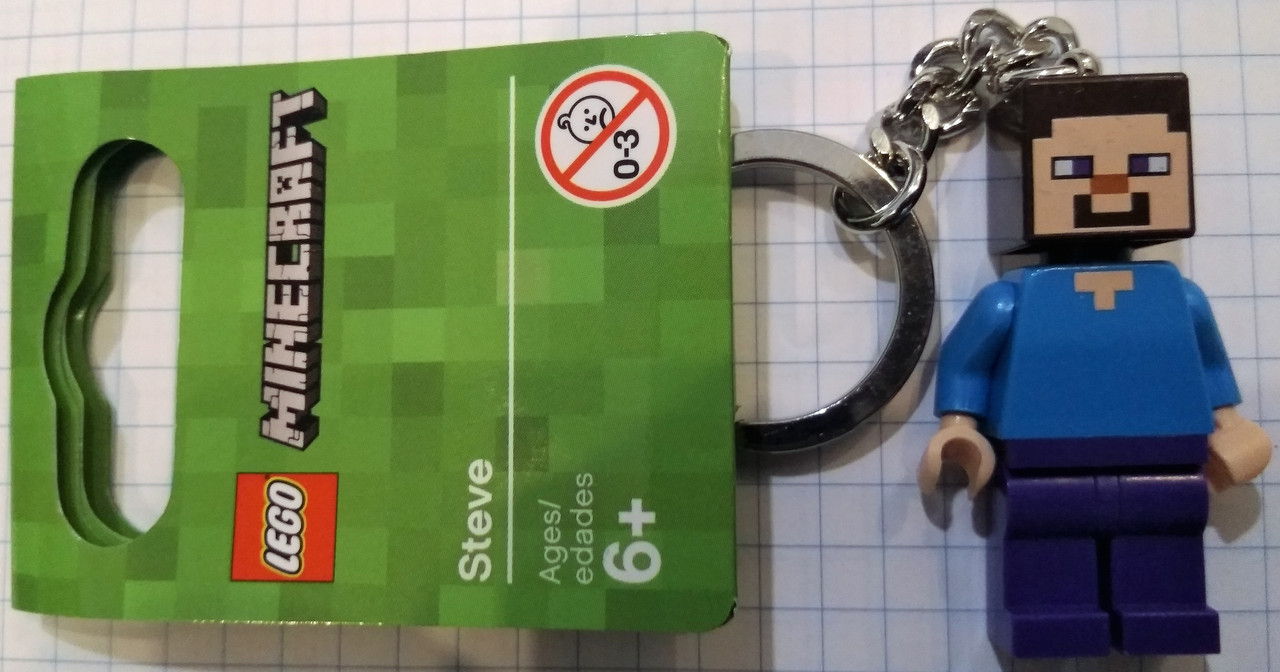 LEGO MINECRAFT
Steve
Ages/
edades
6+
0-3